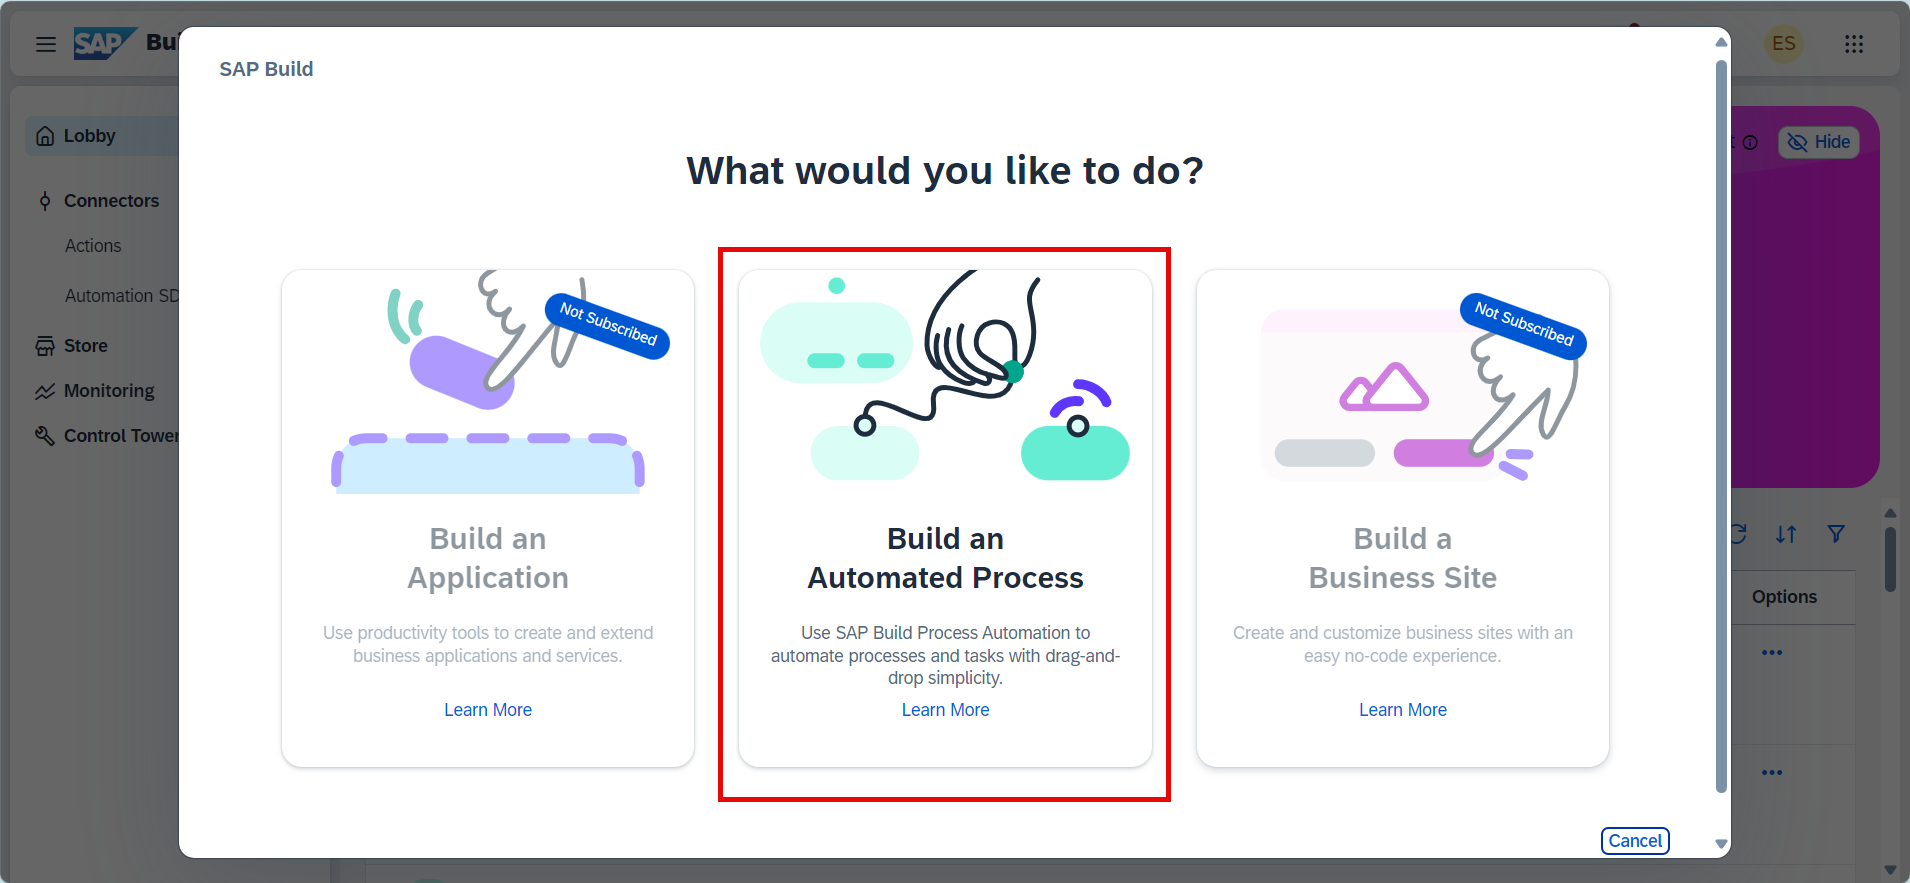 SAP Bui
ES
Lobby
Connectors
Actions
Automation SD
Store
Monitoring
Control Tower
Hide
Options
SAP Build
What would you like to do?
Not Subscribed
Build an
Application
Use productivity tools to create and extend
business applications and services.
Learn More
Build an
Automated Process
Use SAP Build Process Automation to
automate processes and tasks with drag-and-
drop simplicity.
Learn More
Not Subscribed
Build a
Business Site
Create and customize business sites with an
easy no-code experience.
Learn More
Cancel